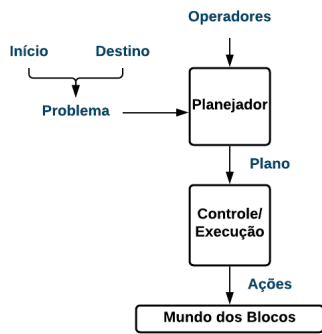 Operadores
Início
Destino
Problema
Planejador
Plano
Controle/
Execução
Ações
Mundo dos Blocos